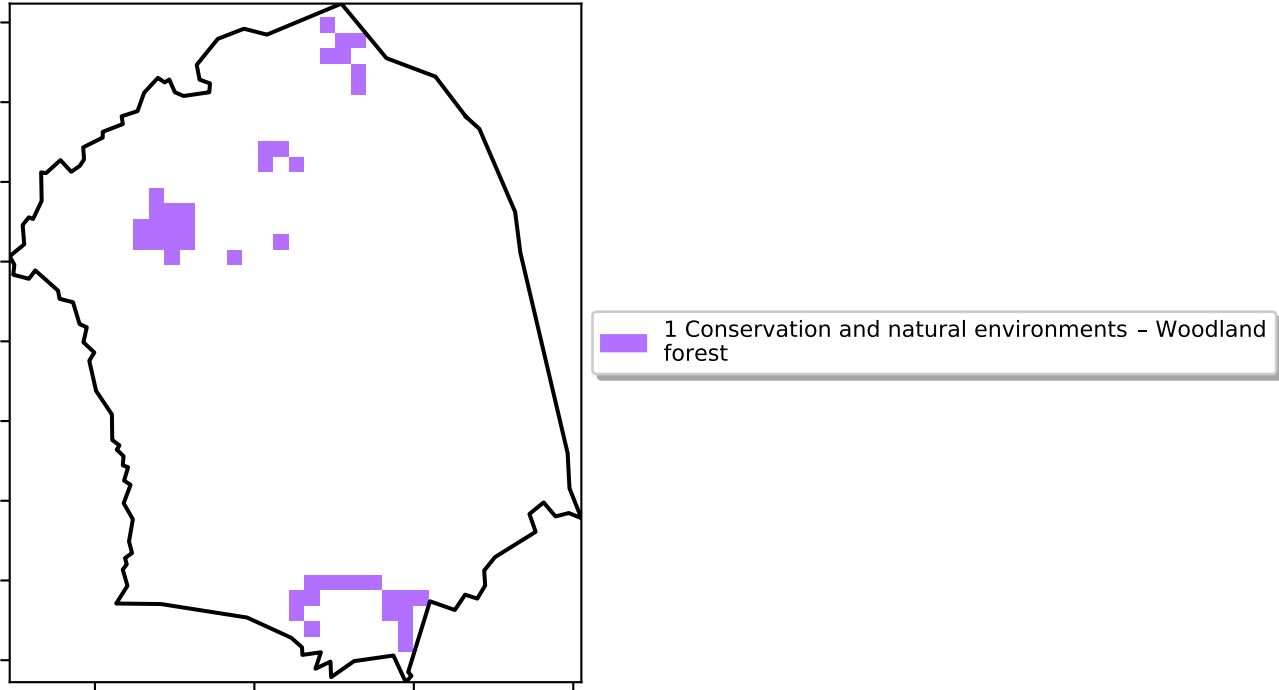 1 Conservation and natural environments – Woodland
forest